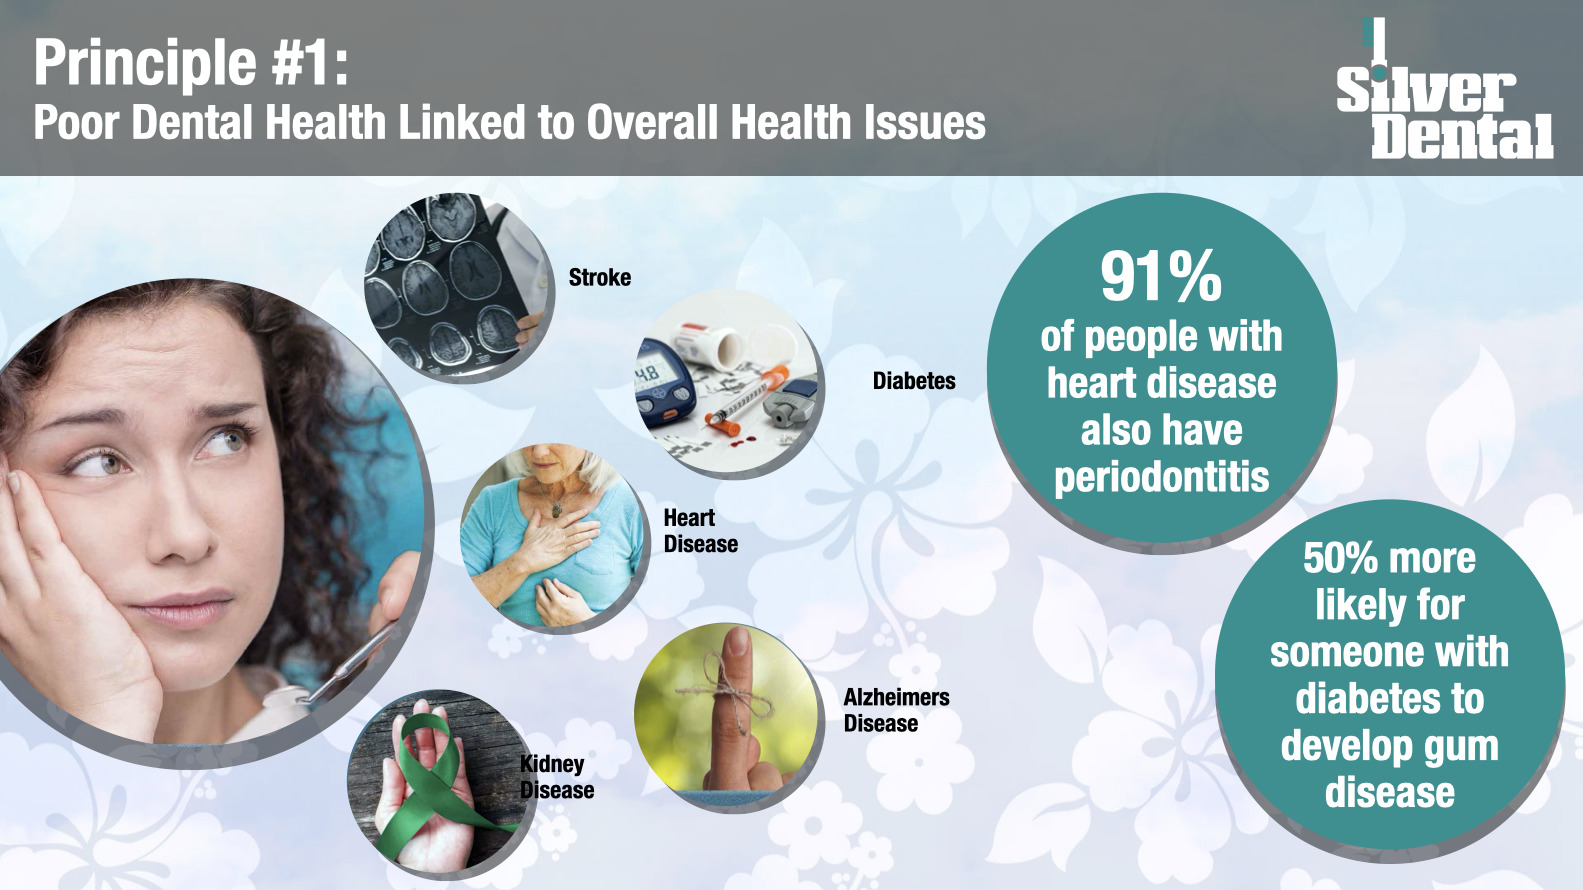 Principle #1:
Poor Dental Health Linked to Overall Health Issues
Silver
Dental
Stroke
Diabetes
Heart
Disease
Alzheimers
Disease
Kidney
Disease
91%
of people with
heart disease
also have
periodontitis
50% more
likely for
someone with
diabetes to
develop gum
disease